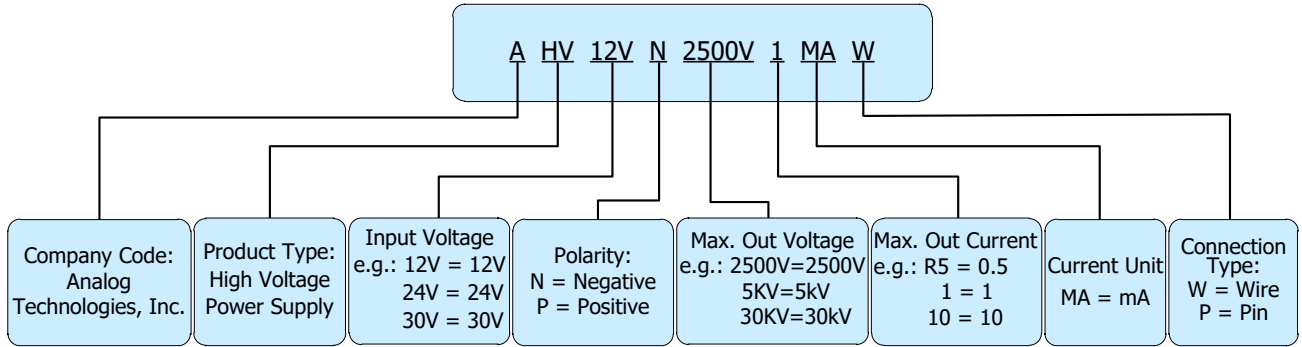 A HV 12V N 2500V 1 MA W
Company Code:
Analog
Technologies, Inc.
Product Type:
High Voltage
Power Supply
Input Voltage
e.g.: 12V = 12V
24V = 24V
30V = 30V
Polarity:
N = Negative
P = Positive
Max. Out Voltage
e.g.: 2500V=2500V
5KV=5kV
30KV=30kV
Max. Out Current
e.g.: R5 = 0.5
1 = 1
10 = 10
Current Unit
MA = mA
Connection
Type:
W = Wire
P = Pin